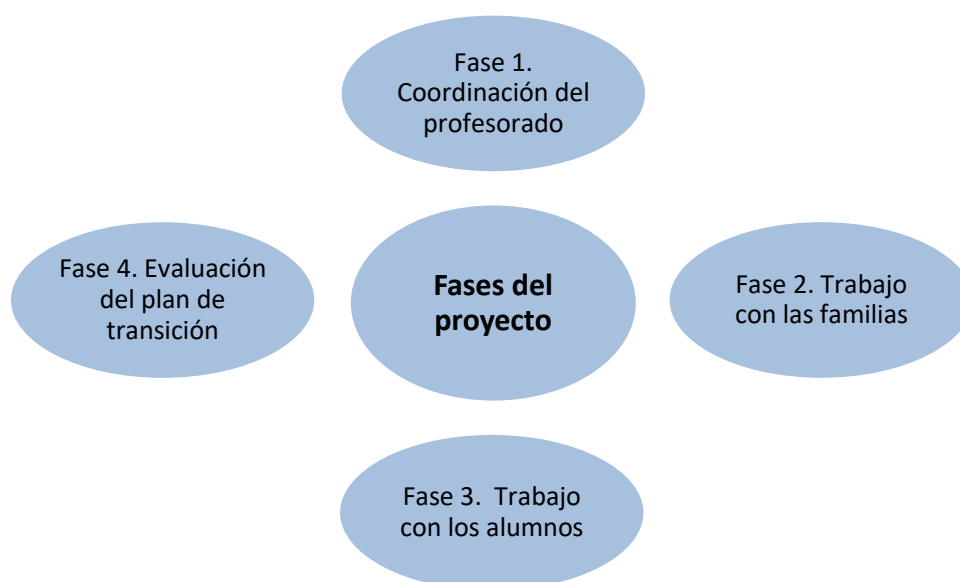 Fase 1.
Coordinación del
profesorado
Fase 4. Evaluación
del plan de
transición
Fases del
proyecto
Fase 2. Trabajo
con las familias
Fase 3.  Trabajo
con los alumnos